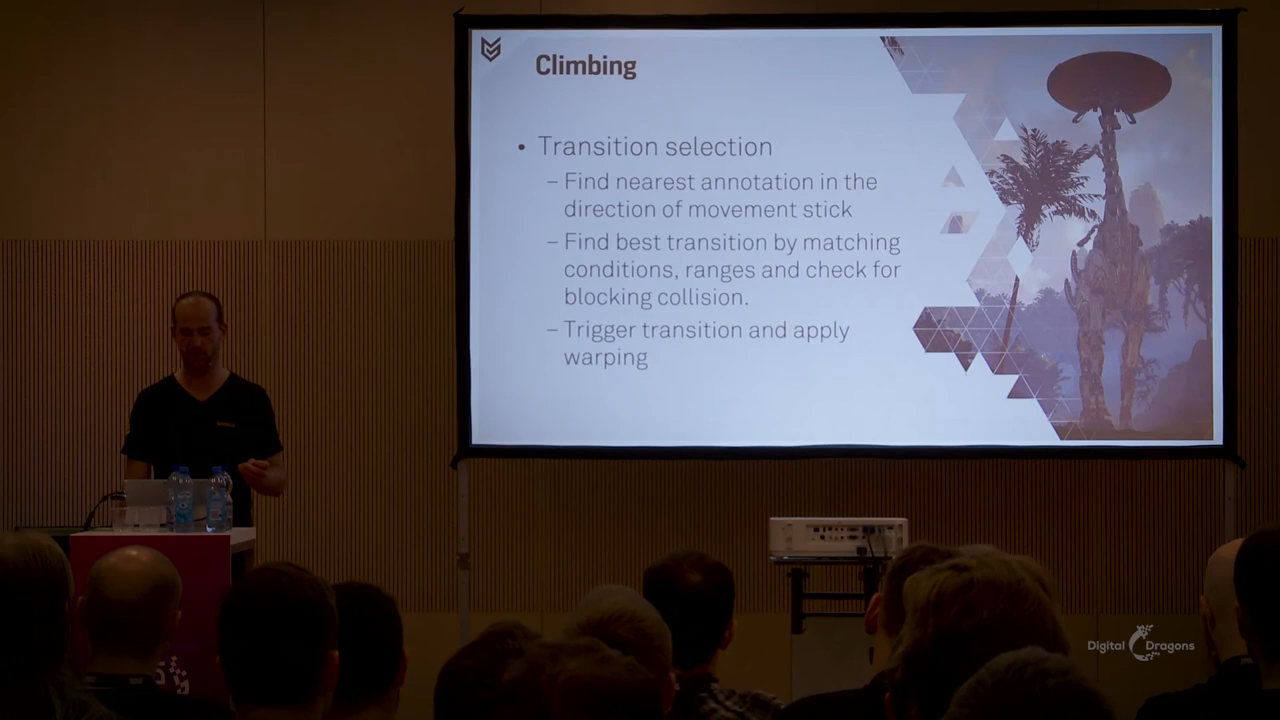 Climbing
• Transition selection
– Find nearest annotation in the
direction of movement stick
– Find best transition by matching
conditions, ranges and check for
blocking collision.
– Trigger transition and apply
warping
Digital Dragons